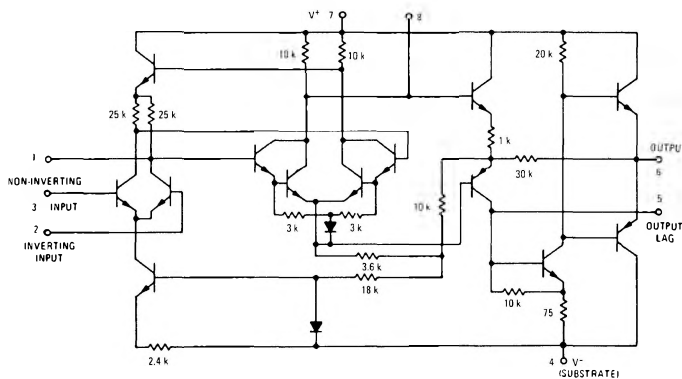 V+ 7 8
10 k 10 k 20 k
25 k 25 k
1 k
1
30 k
OUTPUT
6
NON-INVERTING
3 INPUT
10 k
5
3 k 3 k
OUTPUT
LAG
2
INVERTING
INPUT
3.6 k
18 k
10 k
75
2.4 k
4 V−
(SUBSTRATE)